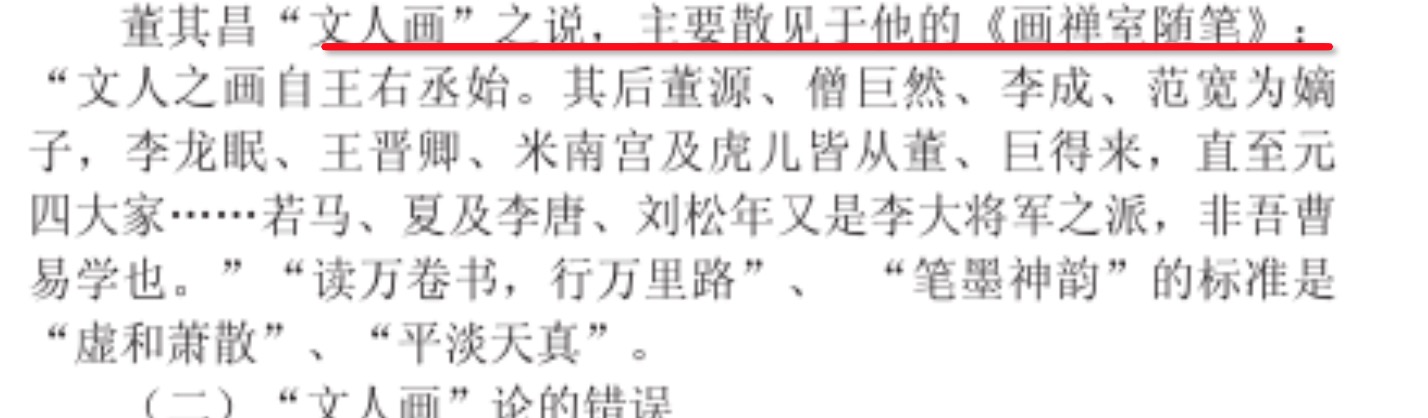 董其昌“文人画”之说，主要散见于他的《画禅室随笔》：
“文人之画自王右丞始。其后董源、僧巨然、李成、范宽为嫡
子，李龙眠、王晋卿、米南宫及虎儿皆从董、巨得来，直至元
四大家……若马、夏及李唐、刘松年又是李大将军之派，非吾曹
易学也。”“读万卷书，行万里路”、 “笔墨神韵”的标准是
“虚和萧散”、“平淡天真”。
（二）“文人画”论的错误